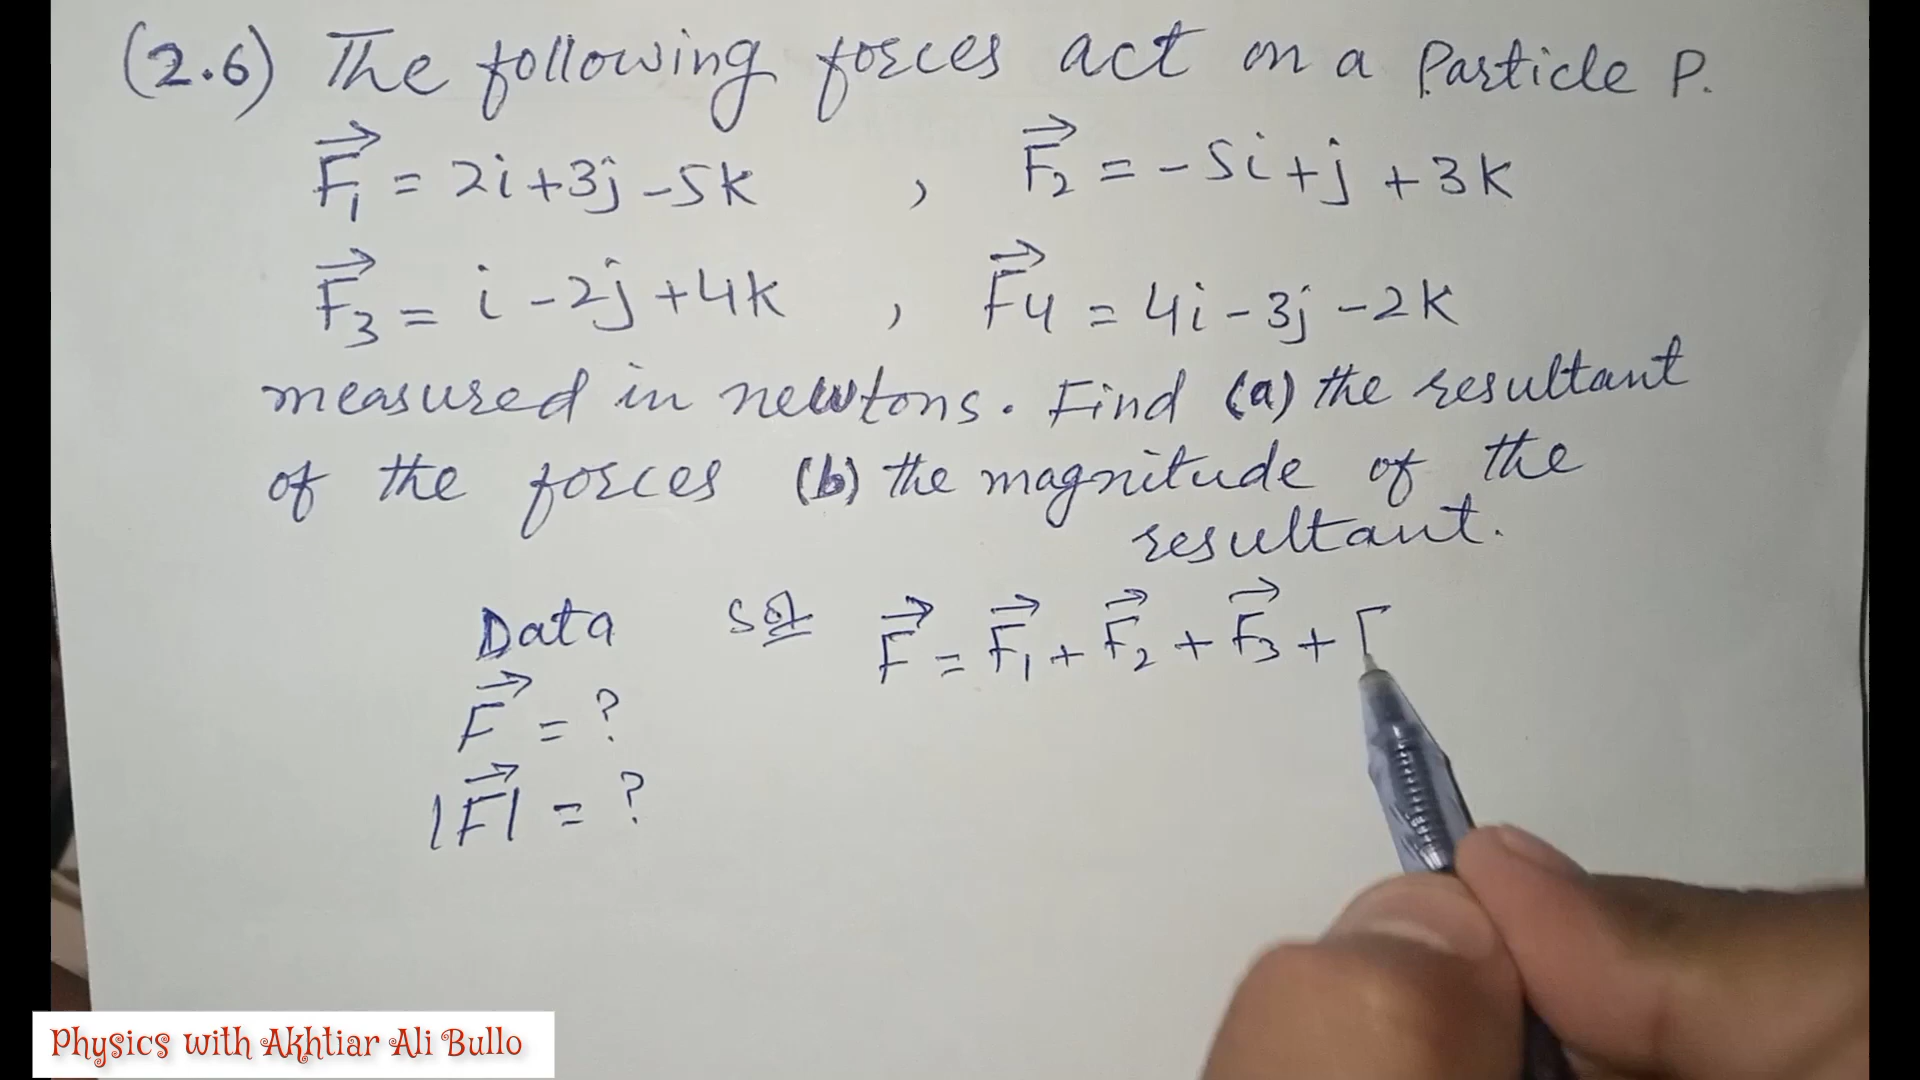 (2.6) The following forces act on a Particle P.
F₁ = 2i+3j-5k , F₂ = -5i+j+3k
F₃ = i-2j+4k , F4 = 4i-3j-2k
measured in newtons. Find (a) the resultant
of the forces (b) the magnitude of the
resultant.
Data Sol F = F₁ + F₂ + F₃ +
F = ?
|F| = ?
Physics with Akhtiar Ali Bullo